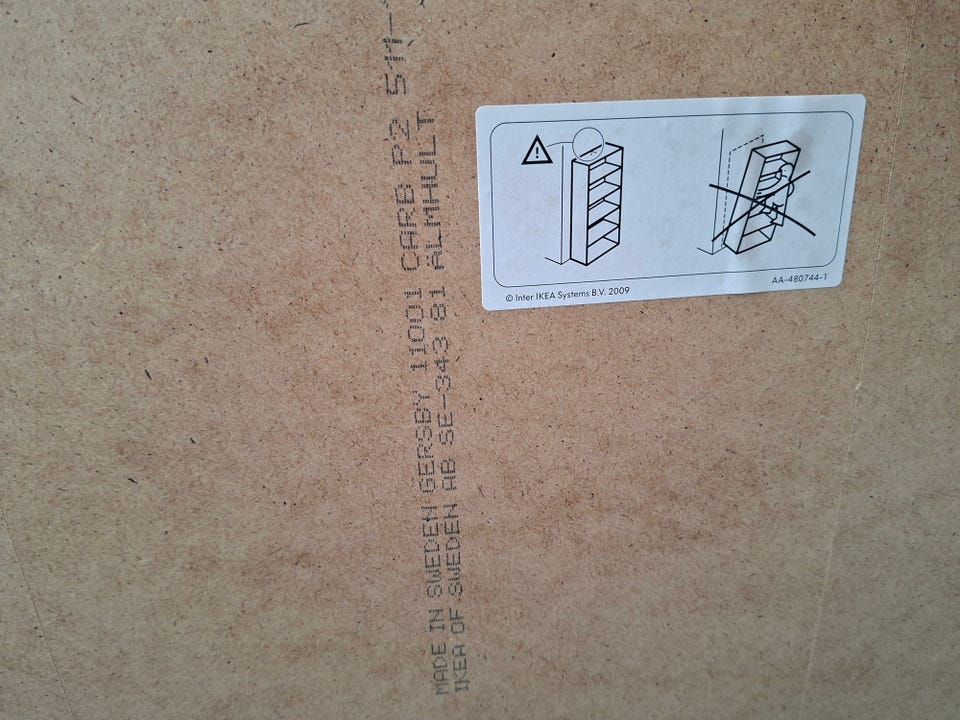 MADE IN SWEDEN GERSBY 11001 CARB P2 511-
IKEA OF SWEDEN AB SE-343 81 ÄLMHULT
© Inter IKEA Systems B.V. 2009
AA-480744-1